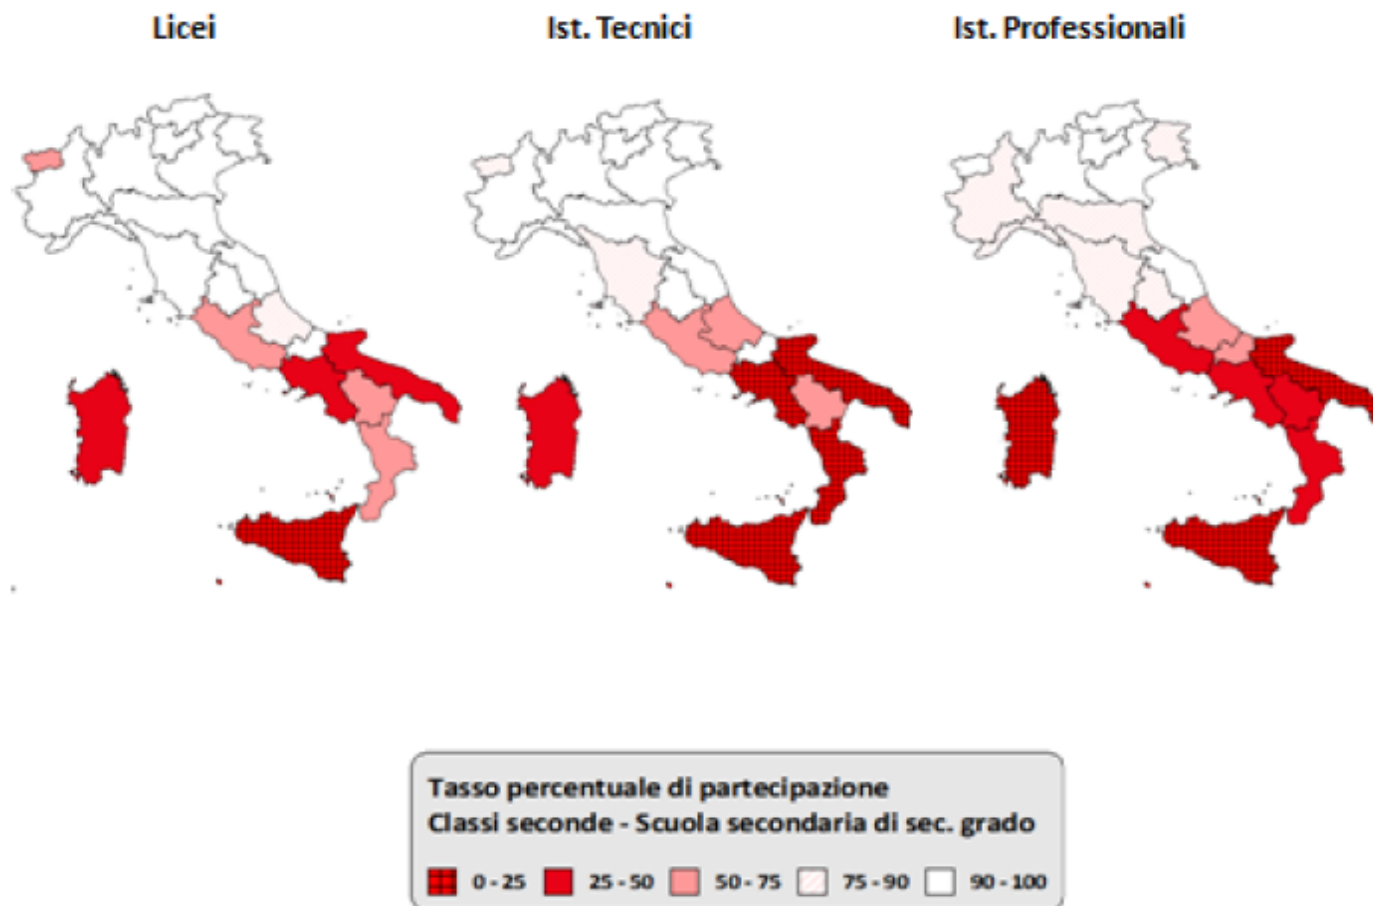 Licei
Ist. Tecnici
Ist. Professionali
Tasso percentuale di partecipazione
Classi seconde - Scuola secondaria di sec. grado
0 - 25
25 - 50
50 - 75
75 - 90
90 - 100